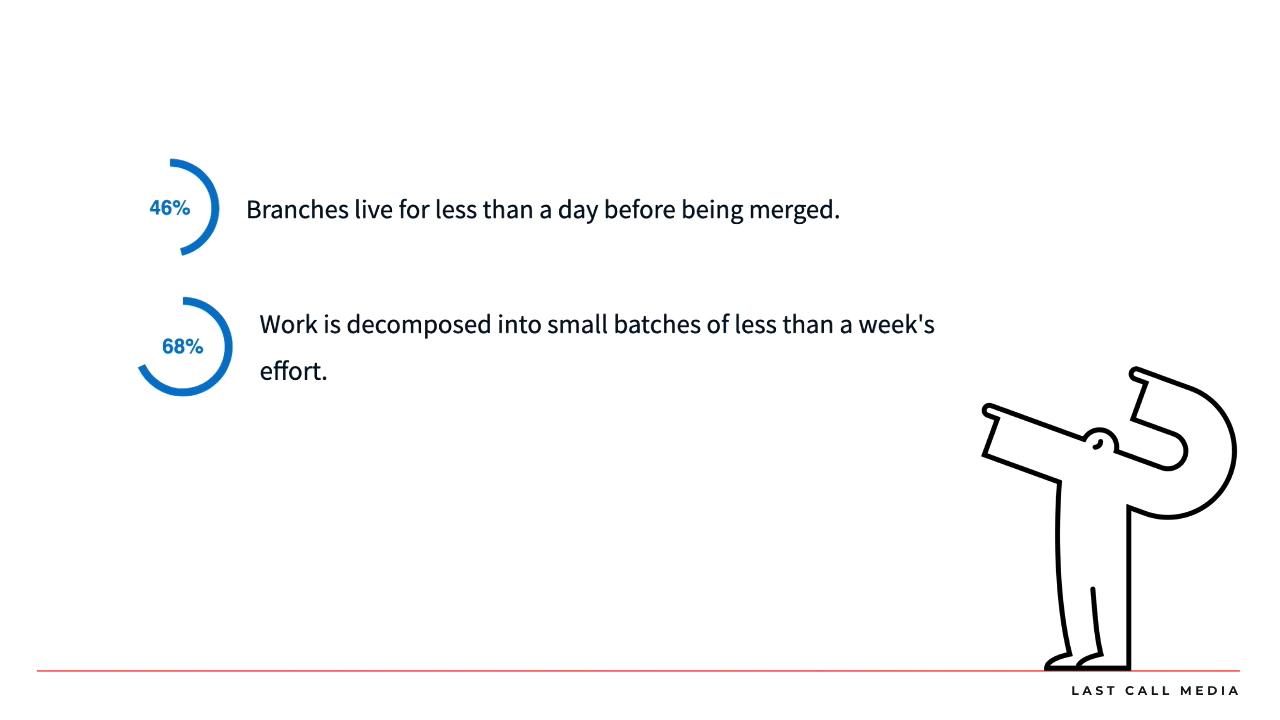 46%
Branches live for less than a day before being merged.
68%
Work is decomposed into small batches of less than a week's
effort.
LAST CALL MEDIA